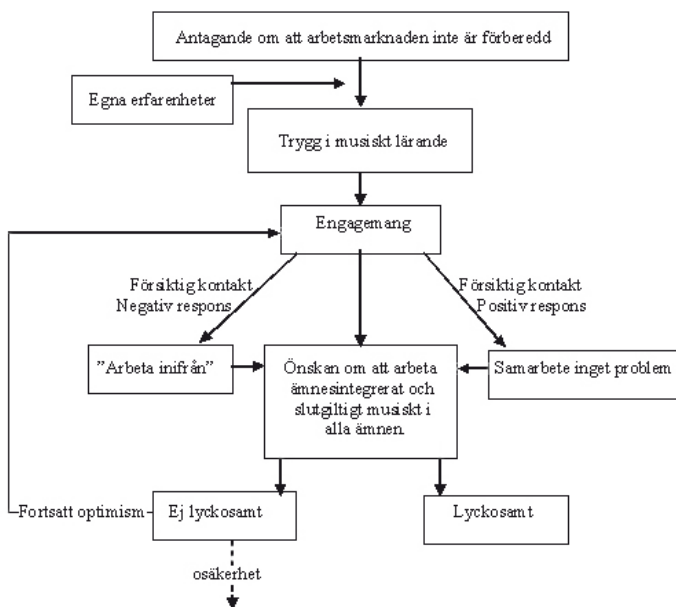 Antagande om att arbetsmarknaden inte är förberedd
Egna erfarenheter
Trygg i musiskt lärande
Engagemang
Försiktig kontakt
Negativ respons
Försiktig kontakt
Positiv respons
”Arbeta inifrån”
Önskan om att arbeta
ämnesintegrerat och
slutgiltigt musiskt i
alla ämnen.
Samarbete inget problem
Fortsatt optimism
Ej lyckosamt
Lyckosamt
osäkerhet